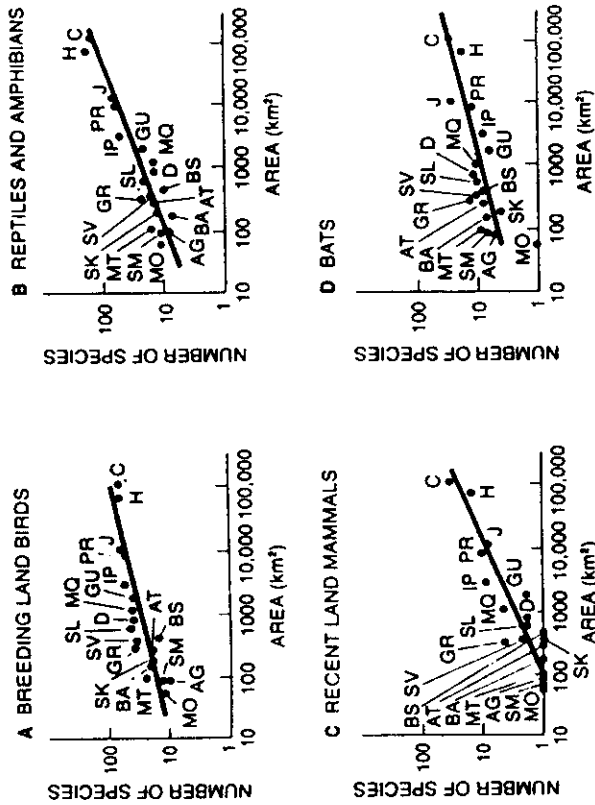 A BREEDING LAND BIRDS
NUMBER OF SPECIES
100
10
1
SL
MQ
GU
PR
SV
D
IP
J
GR
C
H
SK
BA
MT
AT
BS
SM
MO
AG
10
100
1000
10,000
100,000
AREA (km²)
B REPTILES AND AMPHIBIANS
NUMBER OF SPECIES
100
10
1
H
C
PR
J
IP
GR
SL
GU
SK
SV
MT
SM
MO
MQ
D
BS
AT
BA
AG
10
100
1000
10,000
100,000
AREA (km²)
C RECENT LAND MAMMALS
NUMBER OF SPECIES
100
10
1
C
H
PR
J
IP
MQ
GU
SL
GR
D
BS
SV
AT
BA
MT
AG
SM
MO
SK
10
100
1000
10,000
100,000
AREA (km²)
D BATS
NUMBER OF SPECIES
100
10
1
C
J
H
PR
D
MQ
SL
IP
SV
GU
GR
AT
BS
BA
SK
MT
SM
AG
MO
10
100
1000
10,000
100,000
AREA (km²)